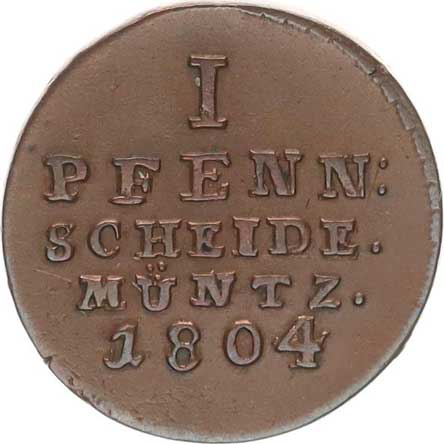 I
PFENN:
SCHEIDE.
MÜNTZ.
1804